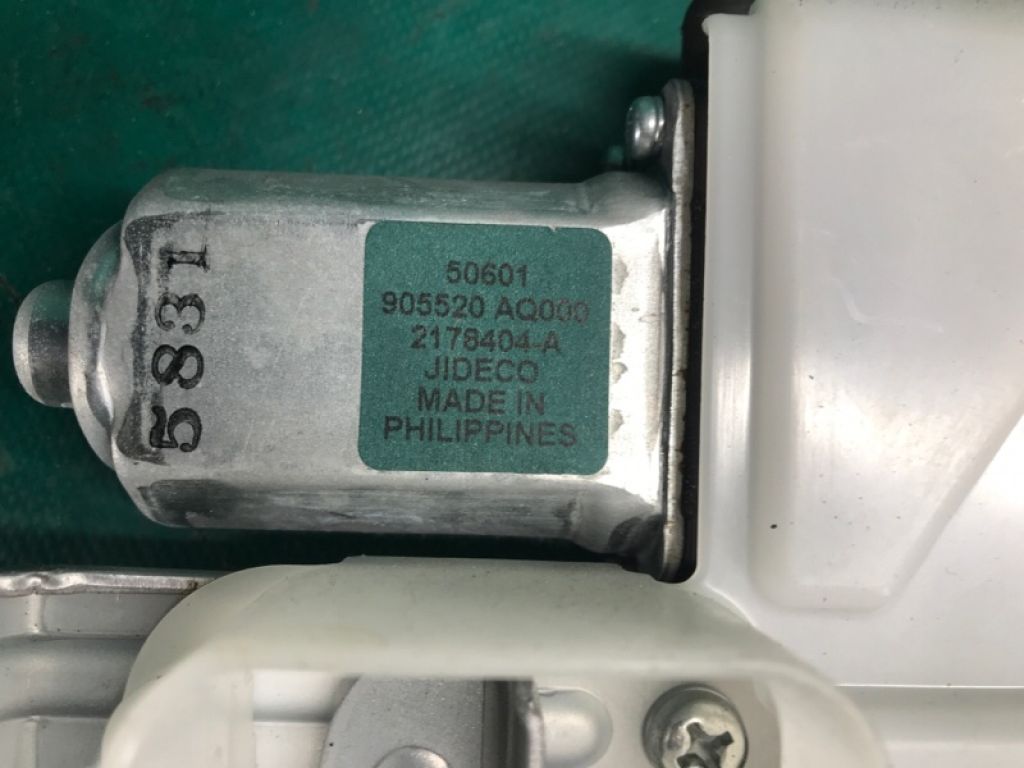 50601
905520 AQ000
2178404-A
JIDECO
MADE IN
PHILIPPINES
5831